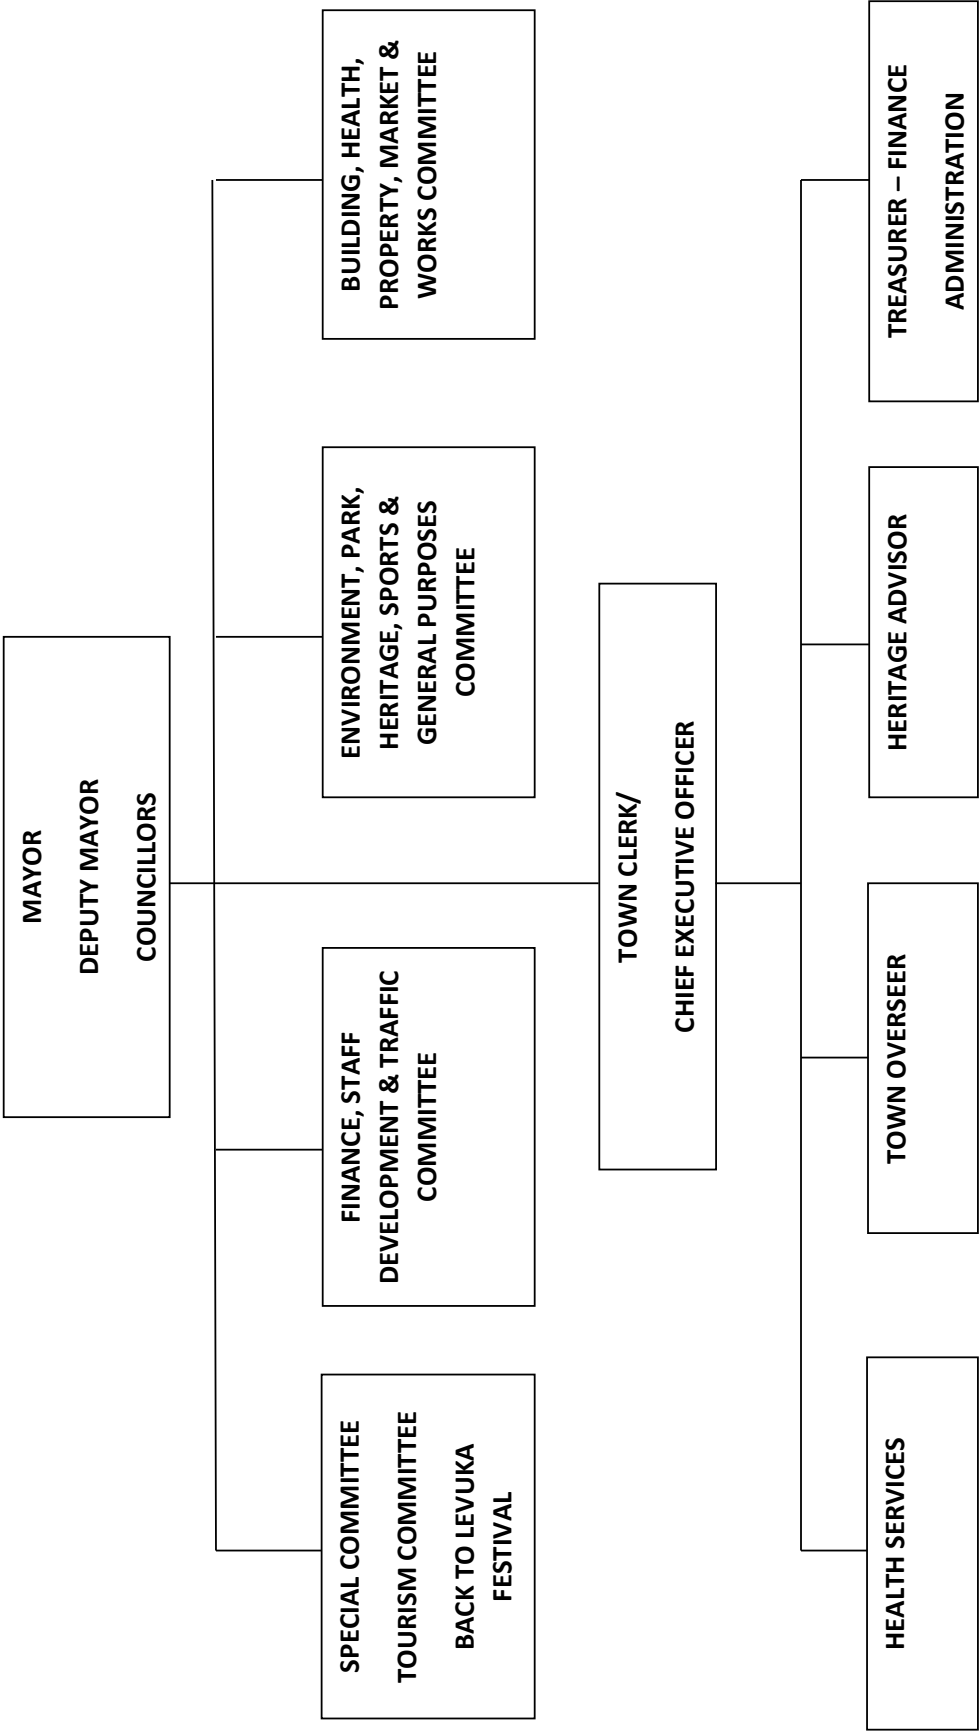 MAYOR
DEPUTY MAYOR
COUNCILLORS
SPECIAL COMMITTEE
TOURISM COMMITTEE
BACK TO LEVUKA
FESTIVAL
FINANCE, STAFF
DEVELOPMENT & TRAFFIC
COMMITTEE
ENVIRONMENT, PARK,
HERITAGE, SPORTS &
GENERAL PURPOSES
COMMITTEE
BUILDING, HEALTH,
PROPERTY, MARKET &
WORKS COMMITTEE
TOWN CLERK/
CHIEF EXECUTIVE OFFICER
HEALTH SERVICES
TOWN OVERSEER
HERITAGE ADVISOR
TREASURER – FINANCE
ADMINISTRATION